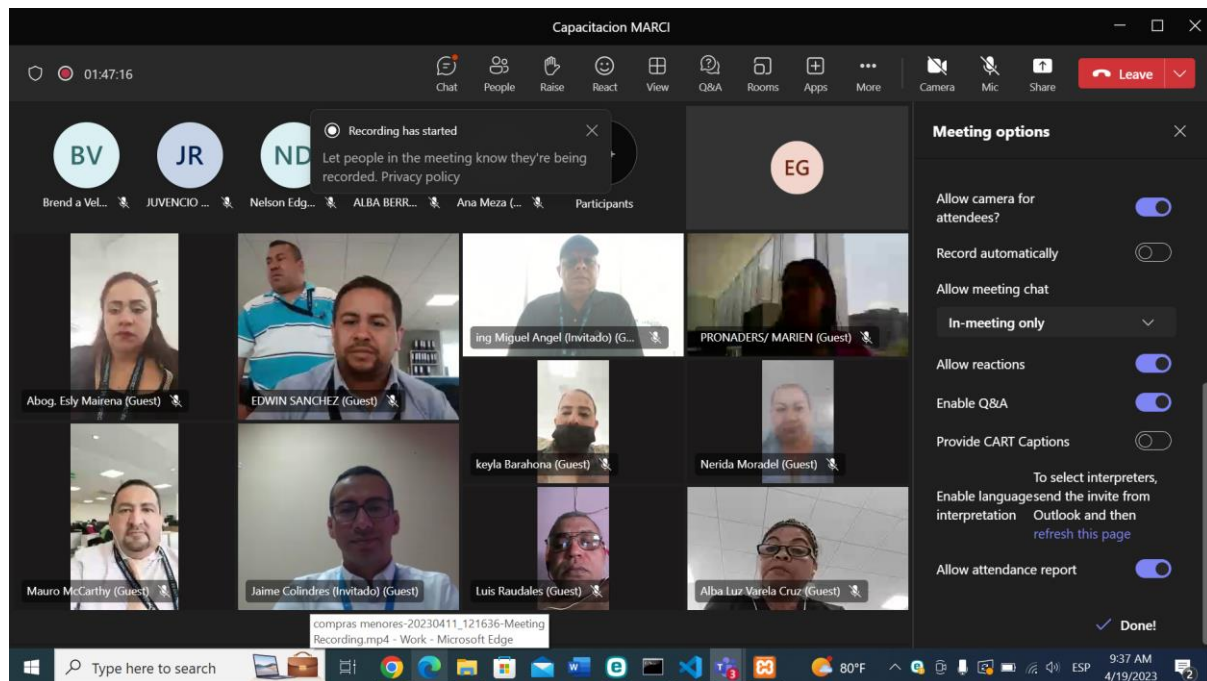 Capacitacion MARCI
01:47:16
Chat
People
Raise
React
View
Q&A
Rooms
Apps
More
Camera
Mic
Share
Leave
Recording has started
Let people in the meeting know they're being
recorded. Privacy policy
BV
JR
ND
EG
Brend a Vel...
JUVENCIO ...
Nelson Edg...
ALBA BERR...
Ana Meza (...
Participants
Abog. Esly Mairena (Guest)
EDWIN SANCHEZ (Guest)
ing Miguel Angel (Invitado) (G...
PRONADERS/ MARIEN (Guest)
keyla Barahona (Guest)
Nerida Moradel (Guest)
Mauro McCarthy (Guest)
Jaime Colindres (Invitado) (Guest)
Luis Raudales (Guest)
Alba Luz Varela Cruz (Guest)
Meeting options
Allow camera for
attendees?
Record automatically
Allow meeting chat
In-meeting only
Allow reactions
Enable Q&A
Provide CART Captions
Enable language
interpretation
To select interpreters,
send the invite from
Outlook and then
refresh this page
Allow attendance report
Done!
compras menores-20230411_121636-Meeting
Recording.mp4 - Work - Microsoft Edge
Type here to search
80°F
ESP
9:37 AM
4/19/2023